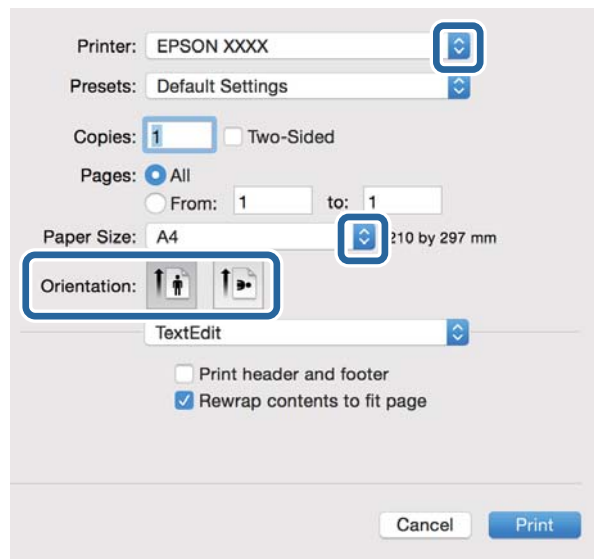 Printer: EPSON XXXX
Presets: Default Settings
Copies: 1 Two-Sided
Pages: All
From: 1 to: 1
Paper Size: A4 210 by 297 mm
Orientation:
TextEdit
Print header and footer
Rewrap contents to fit page
Cancel Print